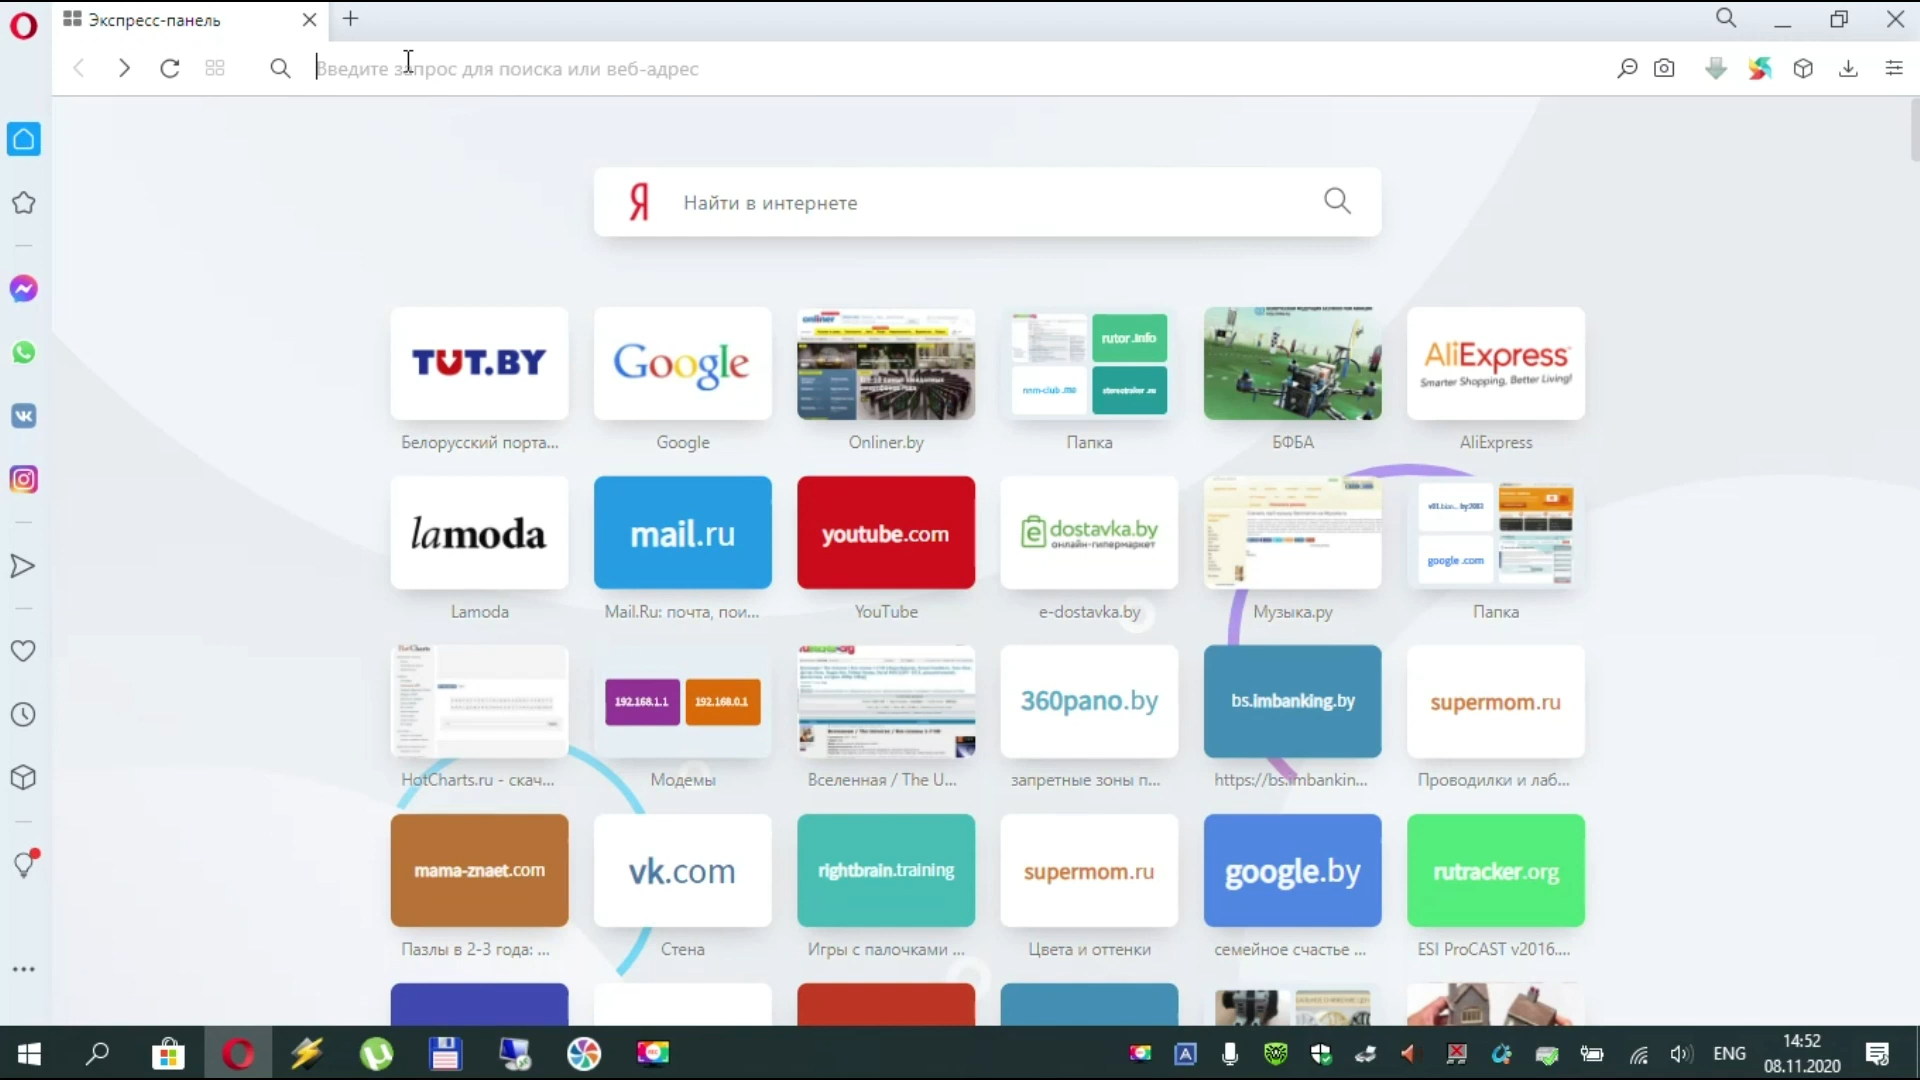 Экспресс-панель
Введите запрос для поиска или веб-адрес
Я Найти в интернете
TUT.BY
Google
onliner
rutor.info
nnm-club.me
AliExpress
Smarter Shopping, Better Living!
Белорусский порта...
Google
Onliner.by
Папка
БФБА
AliExpress
lamoda
mail.ru
youtube.com
e dostavka.by
онлайн-гипермаркет
google.com
Lamoda
Mail.Ru: почта, пои...
YouTube
e-dostavka.by
Музыка.ру
Папка
HotCharts
192.168.1.1
192.168.0.1
360pano.by
bs.imbanking.by
supermom.ru
HotCharts.ru - скач...
Модемы
Вселенная / The U...
запретные зоны п...
https://bs.imbankin...
Проводилки и лаб...
mama-znaet.com
vk.com
rightbrain.training
supermom.ru
google.by
rutracker.org
Пазлы в 2-3 года: ...
Стена
Игры с палочками ...
Цвета и оттенки
семейное счастье ...
ESI ProCAST v2016....
ENG
14:52
08.11.2020